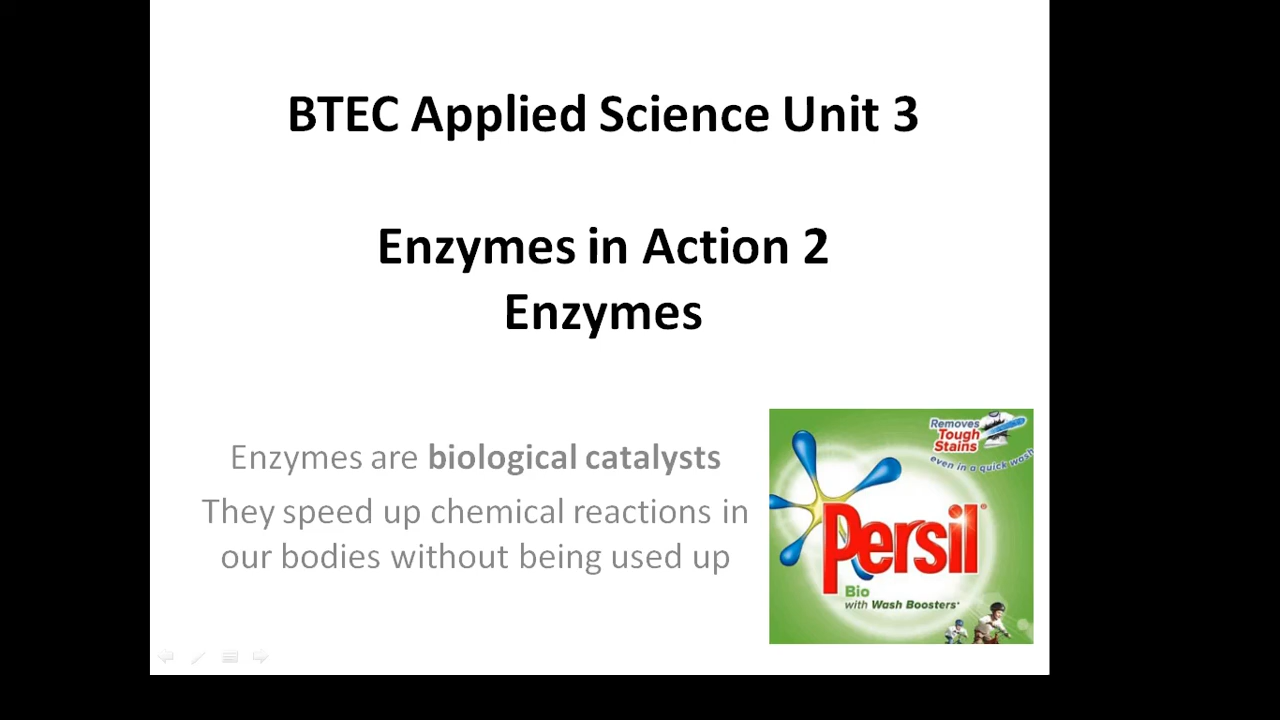 BTEC Applied Science Unit 3
Enzymes in Action 2
Enzymes
Enzymes are biological catalysts
They speed up chemical reactions in
our bodies without being used up
Removes
Tough
Stains
even in a quick wash
Persil®
Bio
with Wash Boosters*